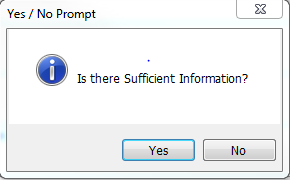 Yes / No Prompt
Is there Sufficient Information?
Yes
No